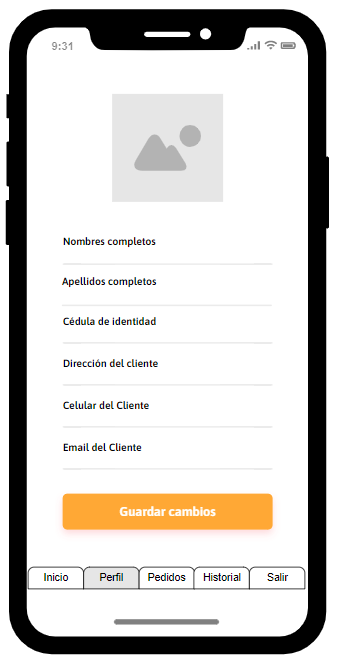 9:31
Nombres completos
Apellidos completos
Cédula de identidad
Dirección del cliente
Celular del Cliente
Email del Cliente
Guardar cambios
Inicio Perfil Pedidos Historial Salir